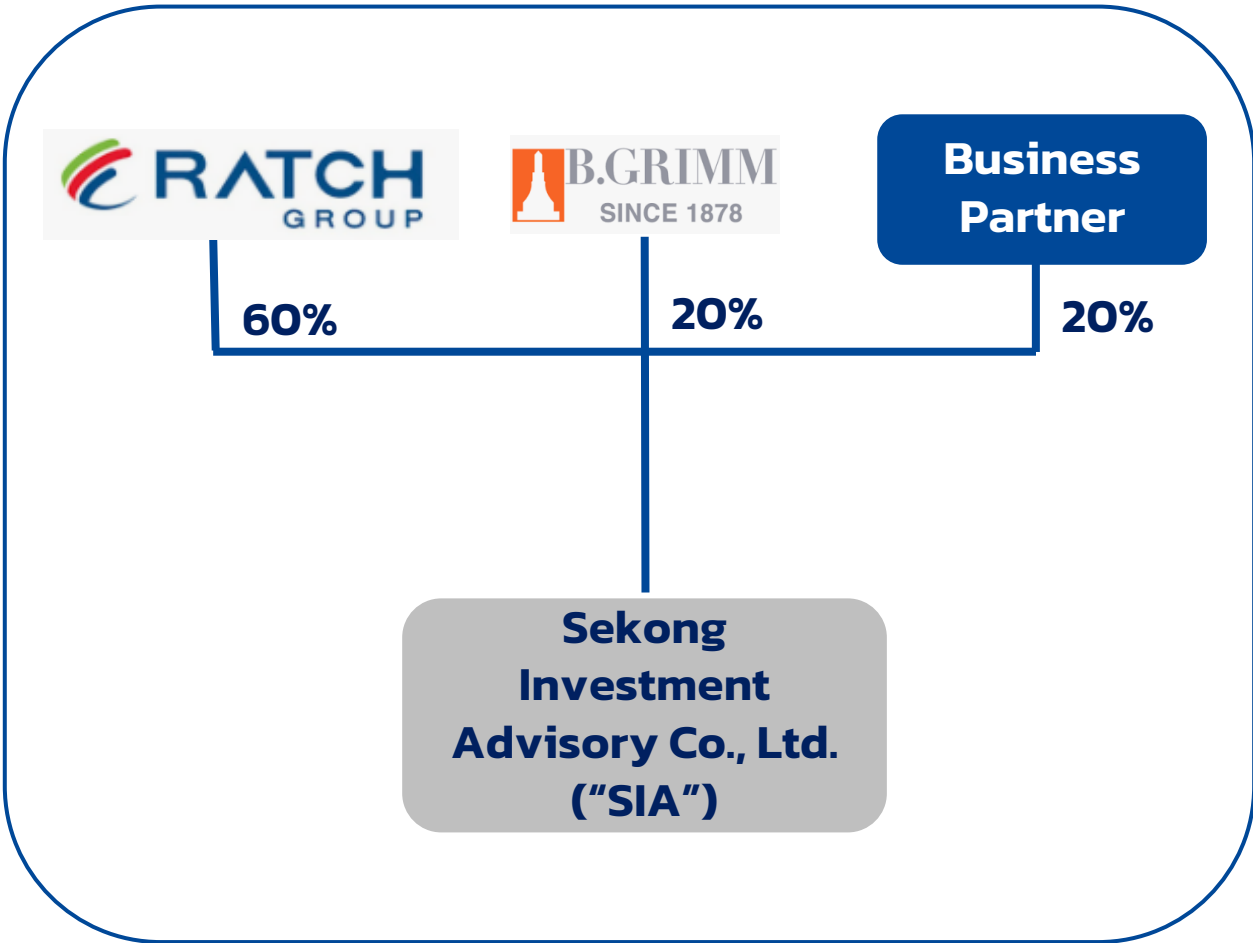 RATCH
GROUP
B.GRIMM
SINCE 1878
Business
Partner
60%
20%
20%
Sekong
Investment
Advisory Co., Ltd.
(“SIA”)